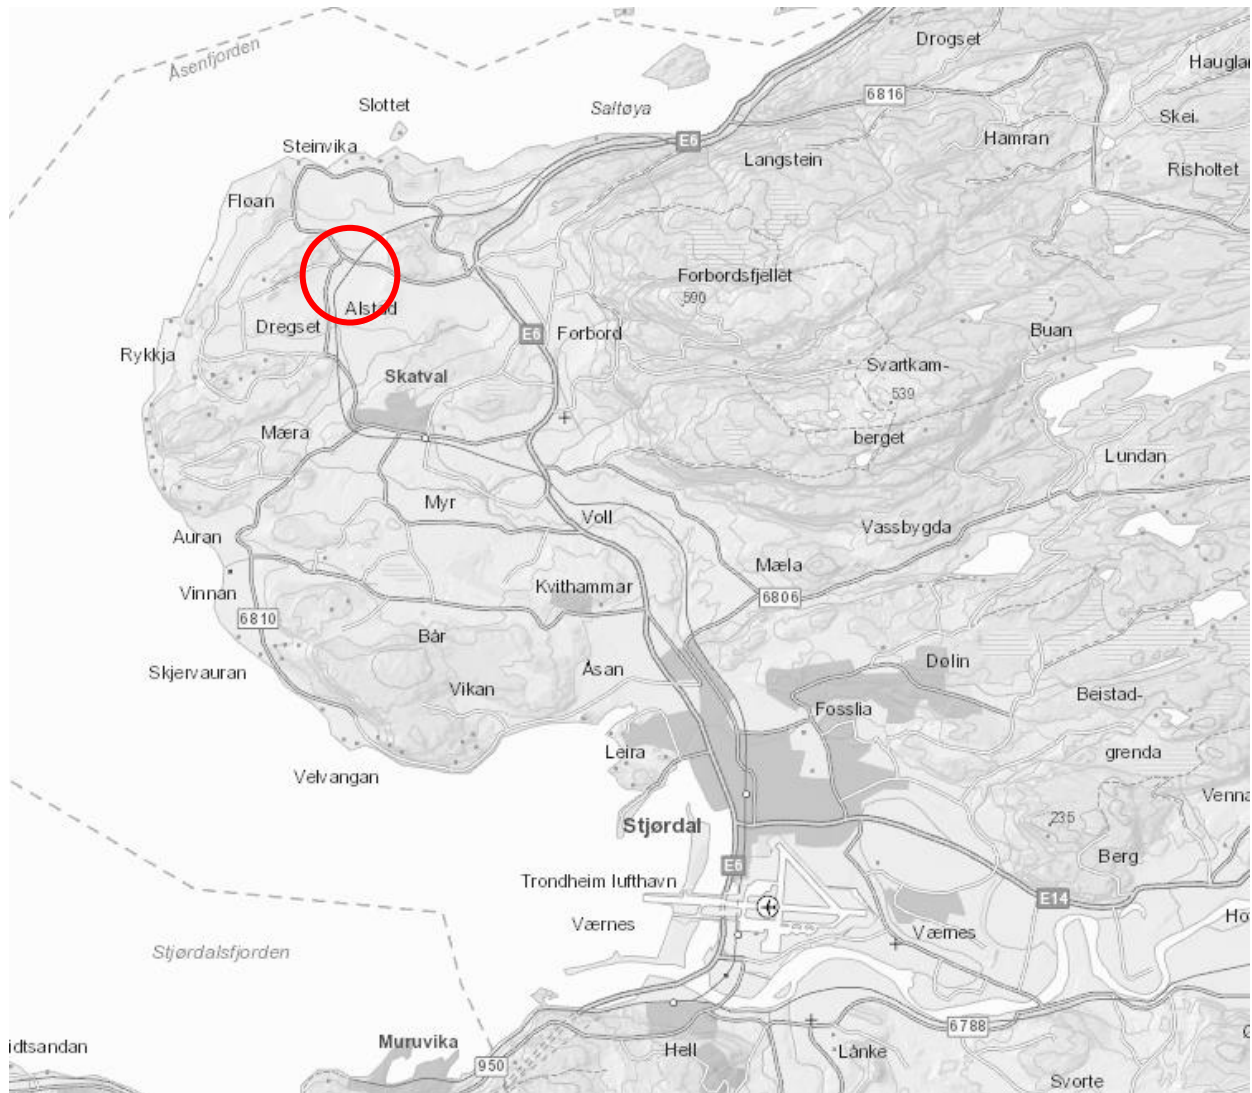 Drogset
Åsenfjorden
Hauglan
Slottet
Saltøya
6816
Skei
Steinvika
E6
Hamran
Langstein
Risholtet
Fløan
Forbordsfjellet
590
Alstad
Dregset
E6
Forbord
Buan
Rykkja
Skatval
Svartkam-
539
Mæra
berget
Lundan
Myr
Voll
Vassbygda
Auran
Mæla
Vinnan
Kvithammar
6806
6810
Bår
Skjervauran
Vikan
Åsan
Dølin
Beistad-
Fosslia
Leira
grenda
Velvangan
Venna
Stjørdal
235
Berg
E6
Trondheim lufthavn
E14
Værnes
Værnes
Ho
Stjørdalsfjorden
6788
Muruvika
idtsandan
950
Hell
Lånke
Svorte